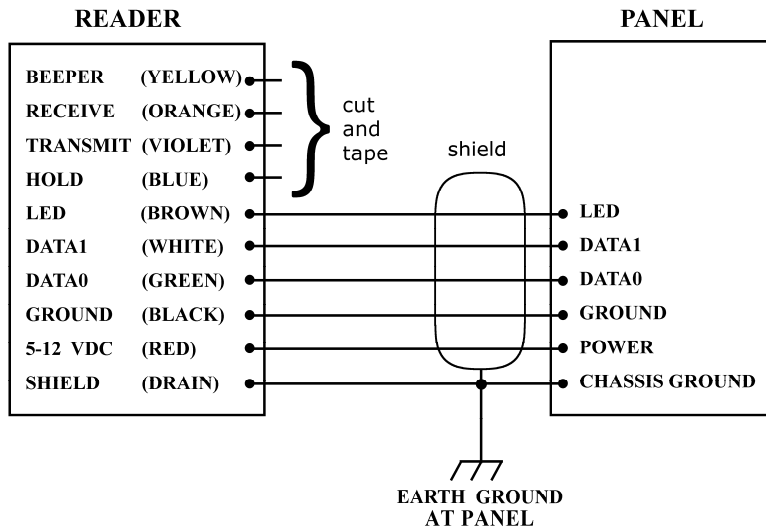 READER
PANEL
BEEPER (YELLOW)
RECEIVE (ORANGE)
TRANSMIT (VIOLET)
HOLD (BLUE)
LED (BROWN)
DATA1 (WHITE)
DATA0 (GREEN)
GROUND (BLACK)
5-12 VDC (RED)
SHIELD (DRAIN)
cut
and
tape
shield
LED
DATA1
DATA0
GROUND
POWER
CHASSIS GROUND
EARTH GROUND
AT PANEL